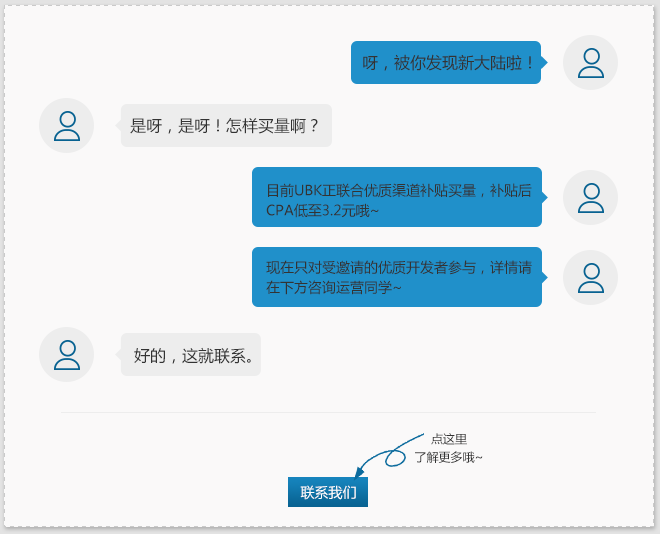 呀，被你发现新大陆啦！
是呀，是呀！怎样买量啊？
目前UBK正联合优质渠道补贴买量，补贴后
CPA低至3.2元哦~
现在只对受邀请的优质开发者参与，详情请
在下方咨询运营同学~
好的，这就联系。
点这里
了解更多哦~
联系我们